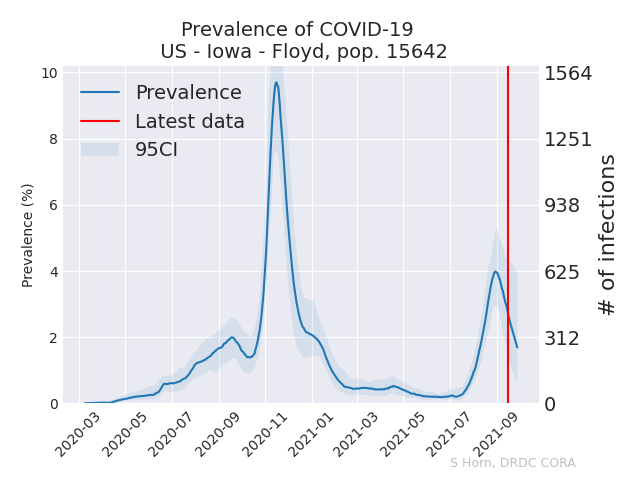 Prevalence of COVID-19
US - Iowa - Floyd, pop. 15642
Prevalence
Latest data
95CI
Prevalence (%)
10
8
6
4
2
0
1564
1251
938
625
312
0
# of infections
2020-03
2020-05
2020-07
2020-09
2020-11
2021-01
2021-03
2021-05
2021-07
2021-09
S Horn, DRDC CORA